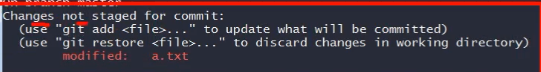 Changes not staged for commit:
(use "git add <file>..." to update what will be committed)
(use "git restore <file>..." to discard changes in working directory)
modified: a.txt